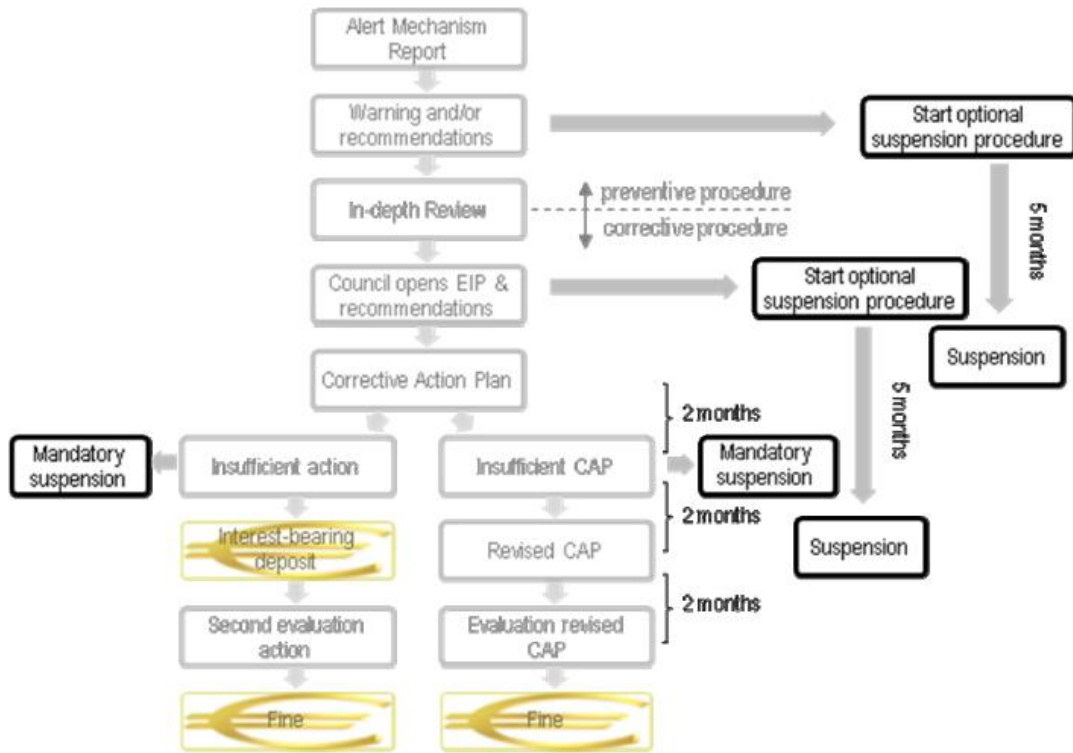 Alert Mechanism
Report
Warning and/or
recommendations
Start optional
suspension procedure
preventive procedure
In-depth Review
corrective procedure
5 months
Council opens EIP &
recommendations
Start optional
suspension procedure
Suspension
Corrective Action Plan
2 months
5 months
Mandatory
suspension
Insufficient action
Insufficient CAP
Mandatory
suspension
2 months
Interest-bearing
deposit
Revised CAP
Suspension
2 months
Second evaluation
action
Evaluation revised
CAP
Fine
Fine